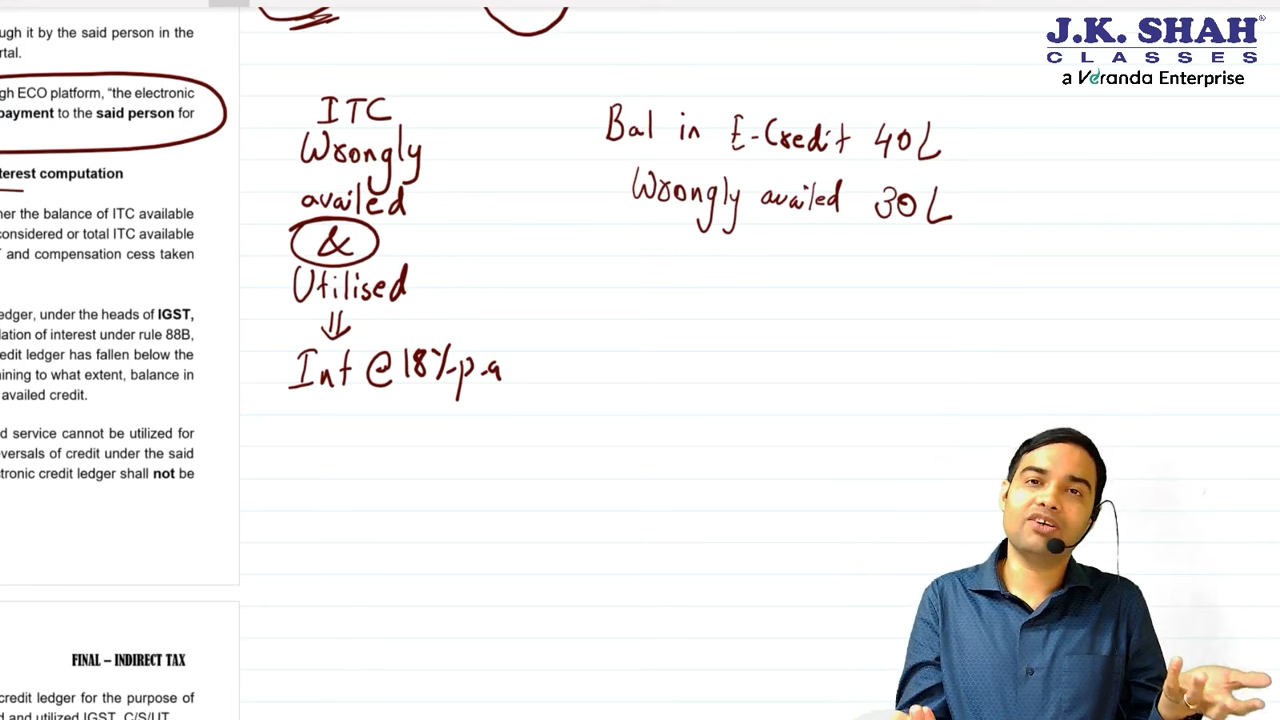 ugh it by the said person in the
rtal.
gh ECO platform, “the electronic
payment to the said person for
terest computation
her the balance of ITC available
considered or total ITC available
T and compensation cess taken
edger, under the heads of IGST,
lation of interest under rule 88B,
edit ledger has fallen below the
ining to what extent, balance in
availed credit.
d service cannot be utilized for
versals of credit under the said
tronic credit ledger shall not be
FINAL – INDIRECT TAX
credit ledger for the purpose of
d and utilized IGST, C/S/UT
ITC
Wrongly
availed
&
Utilised
⇓
Int @ 18% p.a
Bal in E-Credit 40L
Wrongly availed 30L
J.K. SHAH®
CLASSES
a Veranda Enterprise